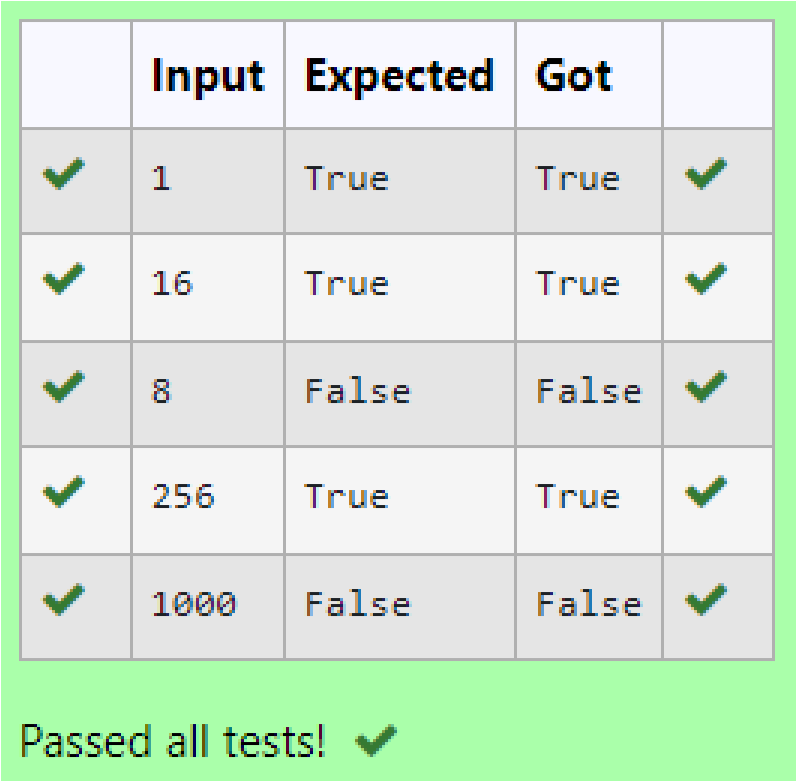 Input Expected Got
1 True True
16 True True
8 False False
256 True True
1000 False False
Passed all tests!